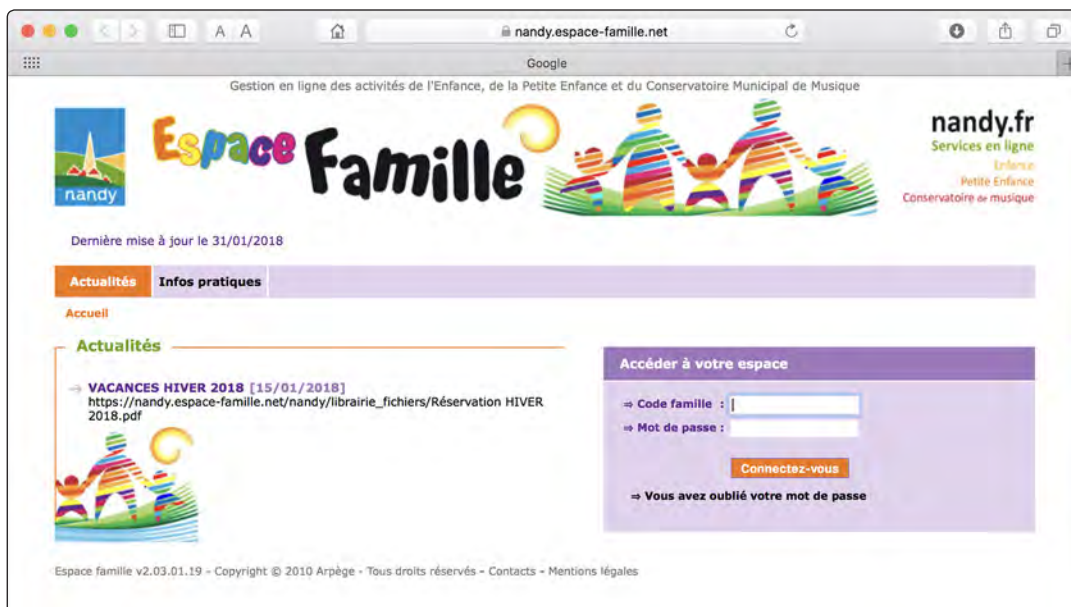 A A
nandy.espace-famille.net
Google
Gestion en ligne des activités de l'Enfance, de la Petite Enfance et du Conservatoire Municipal de Musique
nandy
Espace Famille
nandy.fr
Services en ligne
Enfance
Petite Enfance
Conservatoire de musique
Dernière mise à jour le 31/01/2018
Actualités Infos pratiques
Accueil
Actualités
VACANCES HIVER 2018 [15/01/2018]
https://nandy.espace-famille.net/nandy/librairie_fichiers/Réservation HIVER
2018.pdf
Accéder à votre espace
⇒ Code famille :
⇒ Mot de passe :
Connectez-vous
⇒ Vous avez oublié votre mot de passe
Espace famille v2.03.01.19 - Copyright © 2010 Arpège - Tous droits réservés - Contacts - Mentions légales